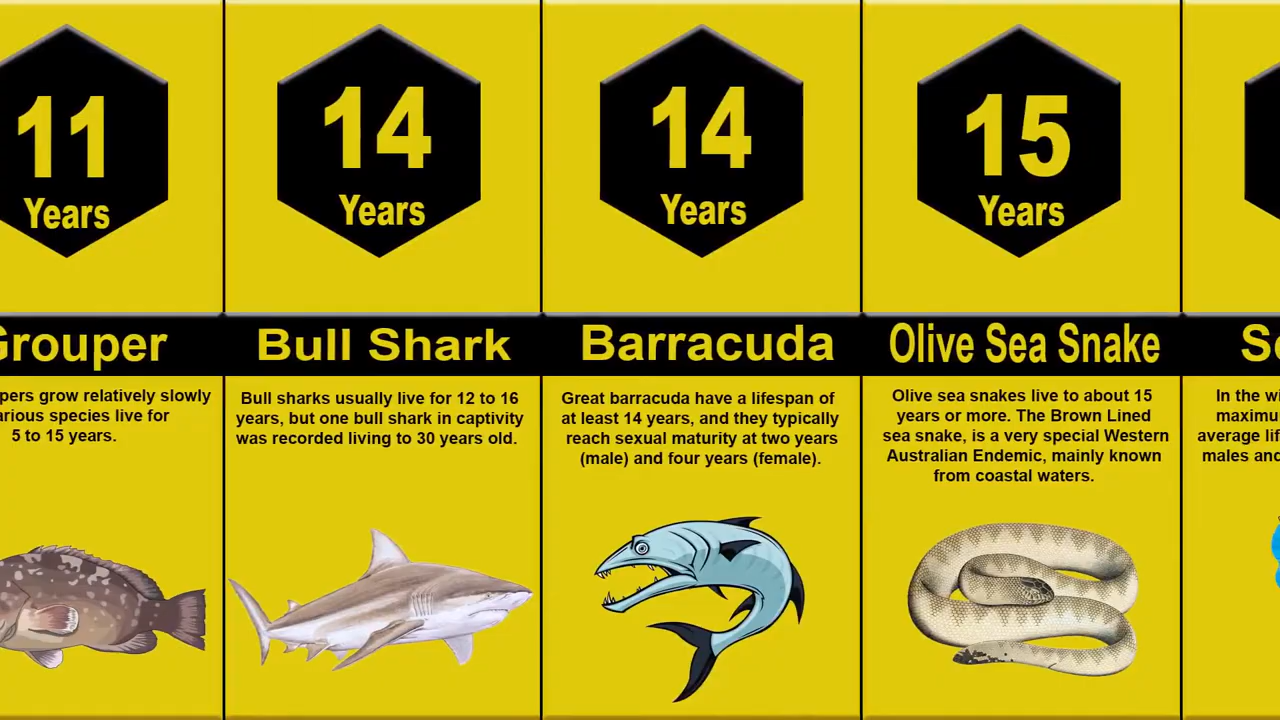 11
Years
Grouper
pers grow relatively slowly
arious species live for
5 to 15 years.
14
Years
Bull Shark
Bull sharks usually live for 12 to 16
years, but one bull shark in captivity
was recorded living to 30 years old.
14
Years
Barracuda
Great barracuda have a lifespan of
at least 14 years, and they typically
reach sexual maturity at two years
(male) and four years (female).
15
Years
Olive Sea Snake
Olive sea snakes live to about 15
years or more. The Brown Lined
sea snake, is a very special Western
Australian Endemic, mainly known
from coastal waters.
Se
In the wi
maximu
average lif
males and